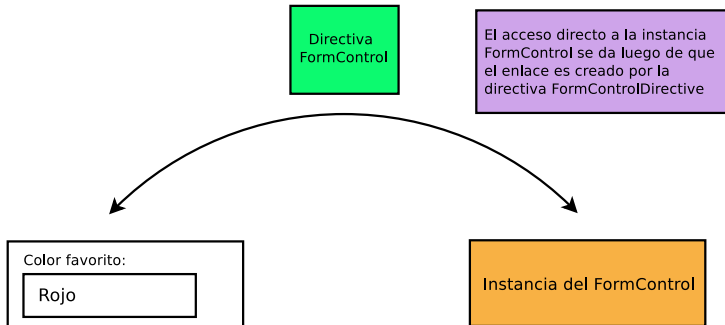 Directiva
FormControl
El acceso directo a la instancia
FormControl se da luego de que
el enlace es creado por la
directiva FormControlDirective
Color favorito:
Rojo
Instancia del FormControl